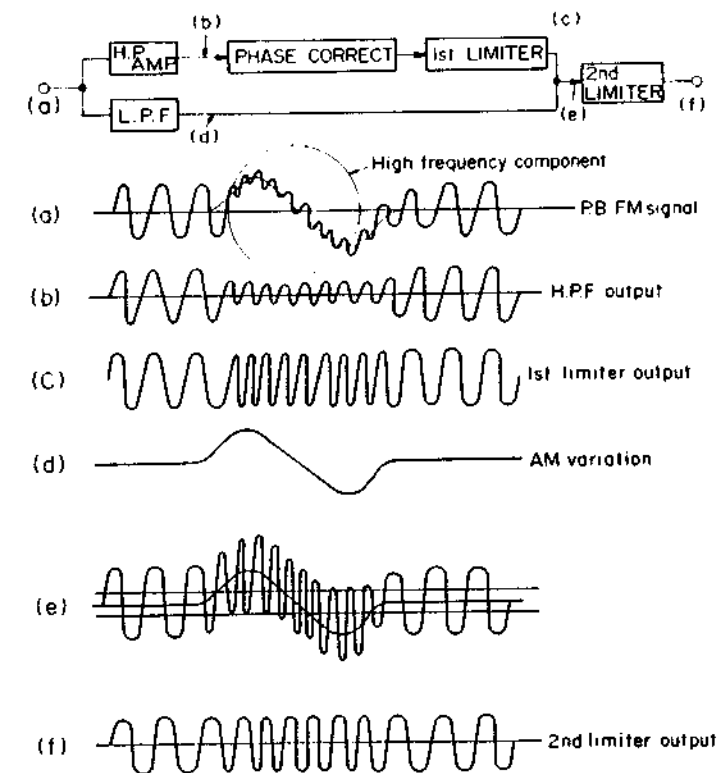 (b)
(c)
H.P. AMP
PHASE CORRECT
1st LIMITER
2nd LIMITER
(a)
L.P.F
(d)
(e)
(f)
High frequency component
(a)
P.B FM signal
(b)
H.P.F output
(C)
1st limiter output
(d)
AM variation
(e)
(f)
2nd limiter output